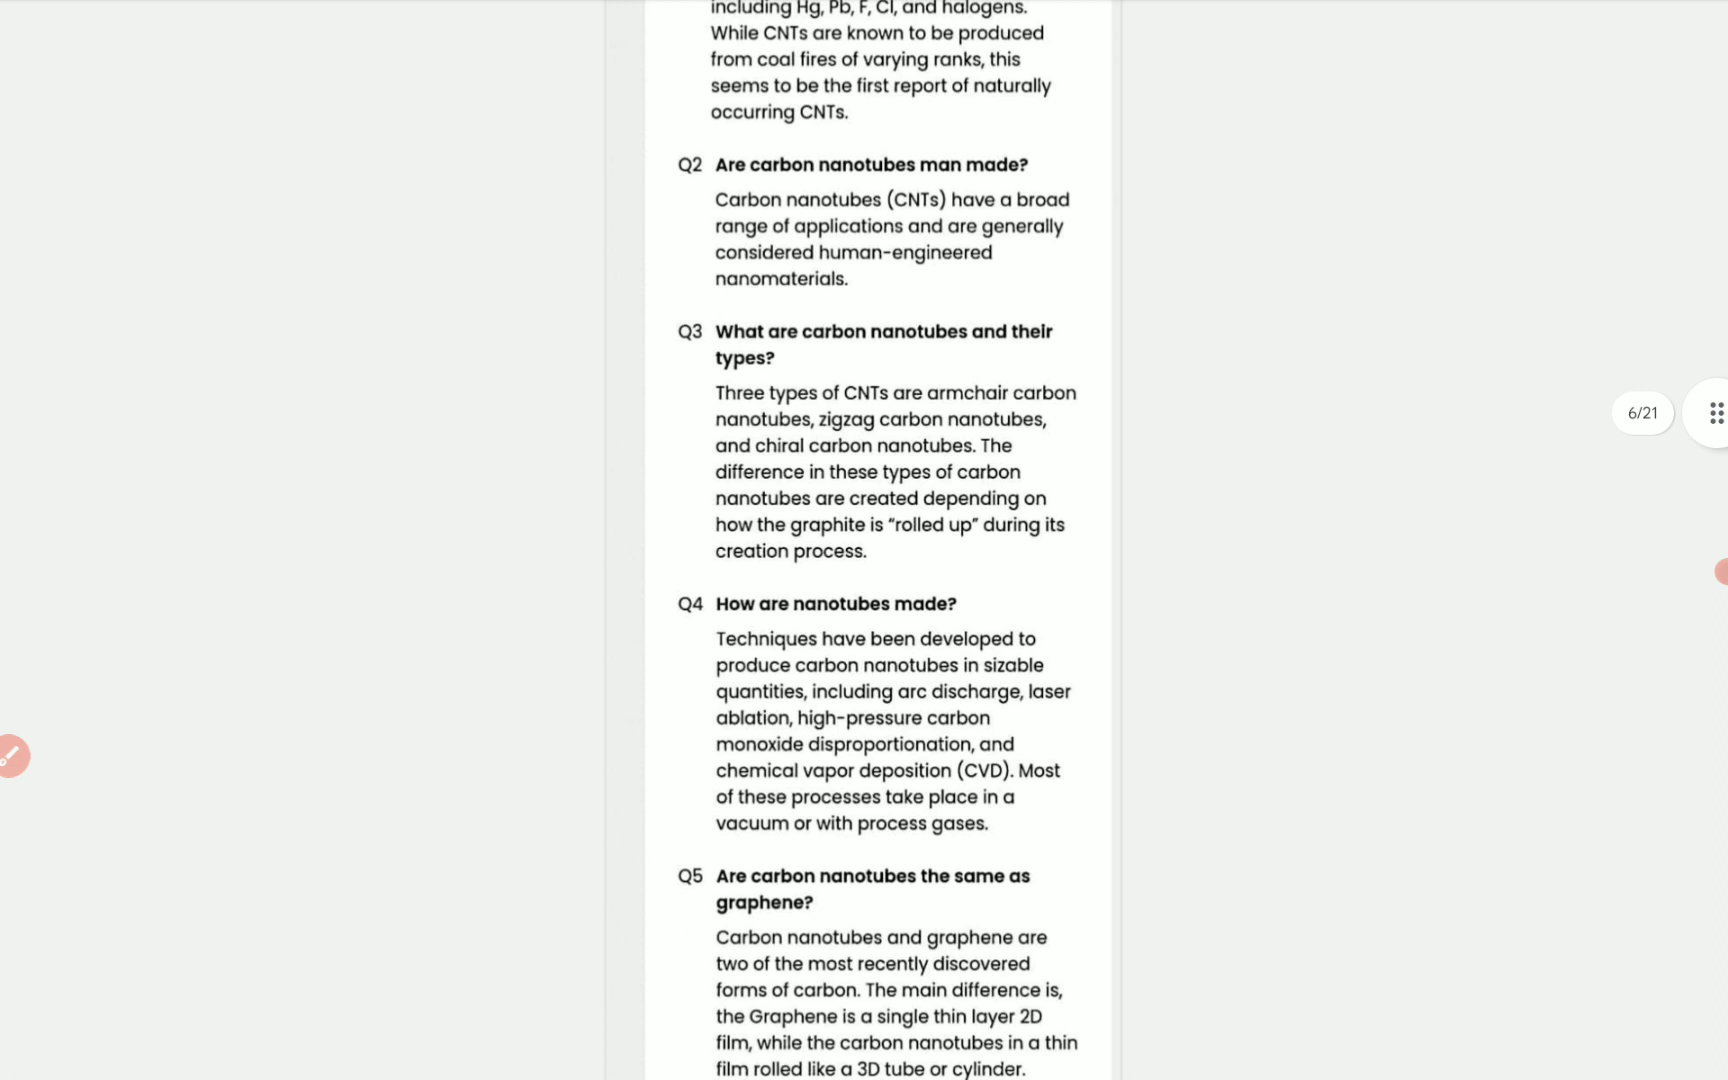 including Hg, Pb, F, Cl, and halogens.
While CNTs are known to be produced
from coal fires of varying ranks, this
seems to be the first report of naturally
occurring CNTs.
Q2 Are carbon nanotubes man made?
Carbon nanotubes (CNTs) have a broad
range of applications and are generally
considered human-engineered
nanomaterials.
Q3 What are carbon nanotubes and their
types?
Three types of CNTs are armchair carbon
nanotubes, zigzag carbon nanotubes,
and chiral carbon nanotubes. The
difference in these types of carbon
nanotubes are created depending on
how the graphite is “rolled up” during its
creation process.
Q4 How are nanotubes made?
Techniques have been developed to
produce carbon nanotubes in sizable
quantities, including arc discharge, laser
ablation, high-pressure carbon
monoxide disproportionation, and
chemical vapor deposition (CVD). Most
of these processes take place in a
vacuum or with process gases.
Q5 Are carbon nanotubes the same as
graphene?
Carbon nanotubes and graphene are
two of the most recently discovered
forms of carbon. The main difference is,
the Graphene is a single thin layer 2D
film, while the carbon nanotubes in a thin
film rolled like a 3D tube or cylinder.
6/21